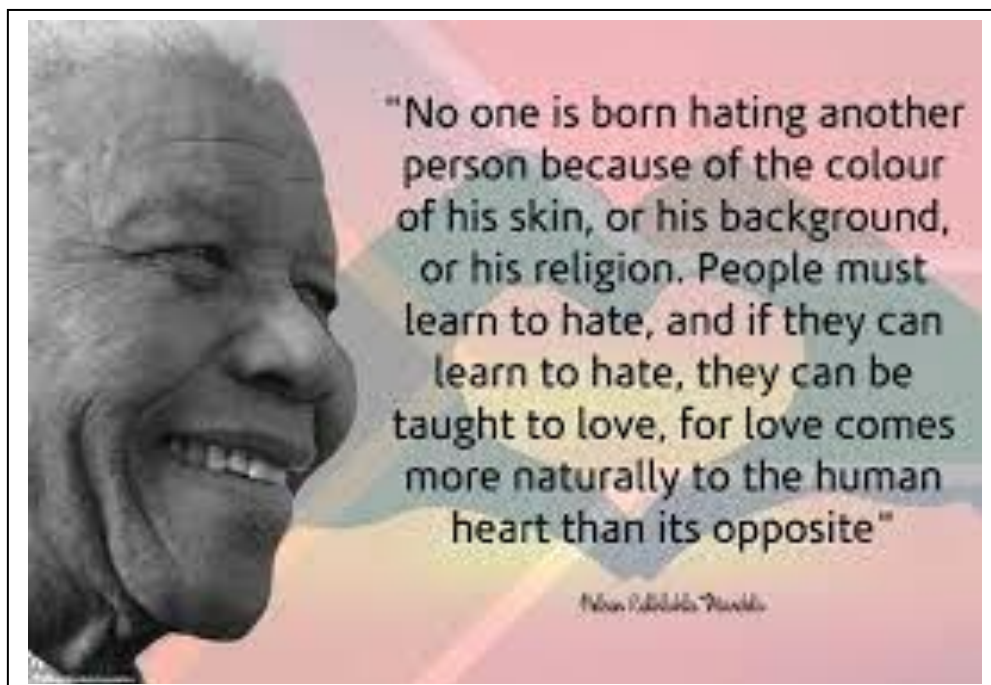 "No one is born hating another
person because of the colour
of his skin, or his background,
or his religion. People must
learn to hate, and if they can
learn to hate, they can be
taught to love, for love comes
more naturally to the human
heart than its opposite"